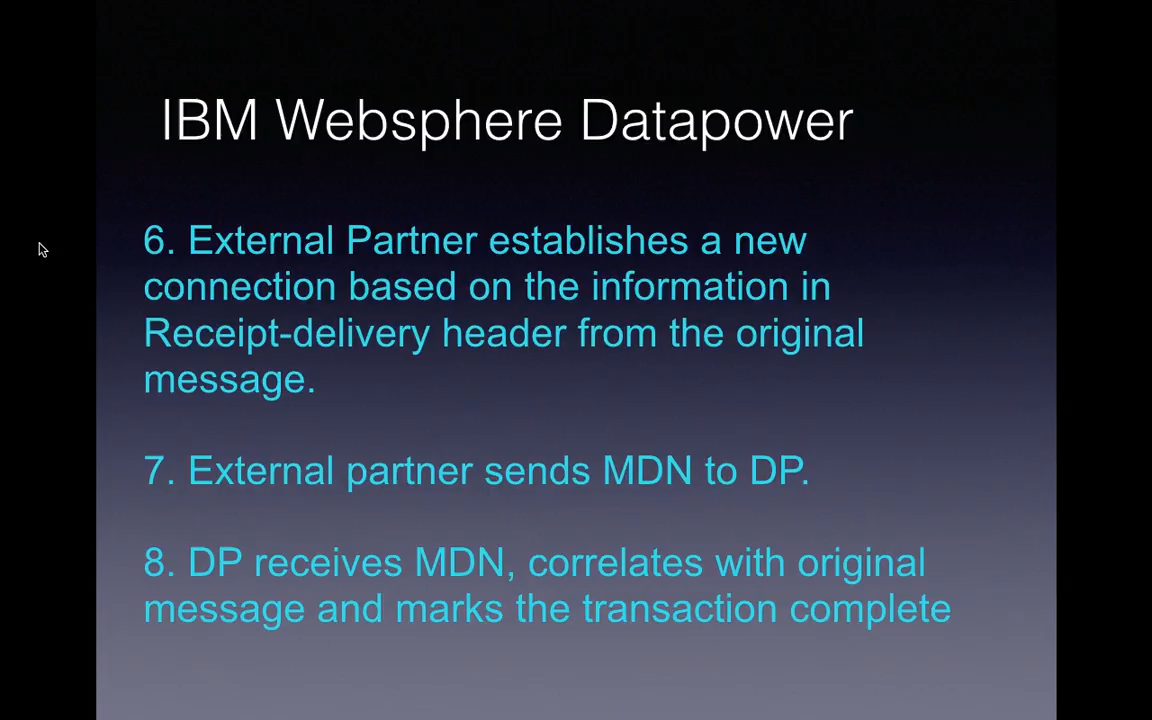 IBM Websphere Datapower
6. External Partner establishes a new
connection based on the information in
Receipt-delivery header from the original
message.
7. External partner sends MDN to DP.
8. DP receives MDN, correlates with original
message and marks the transaction complete